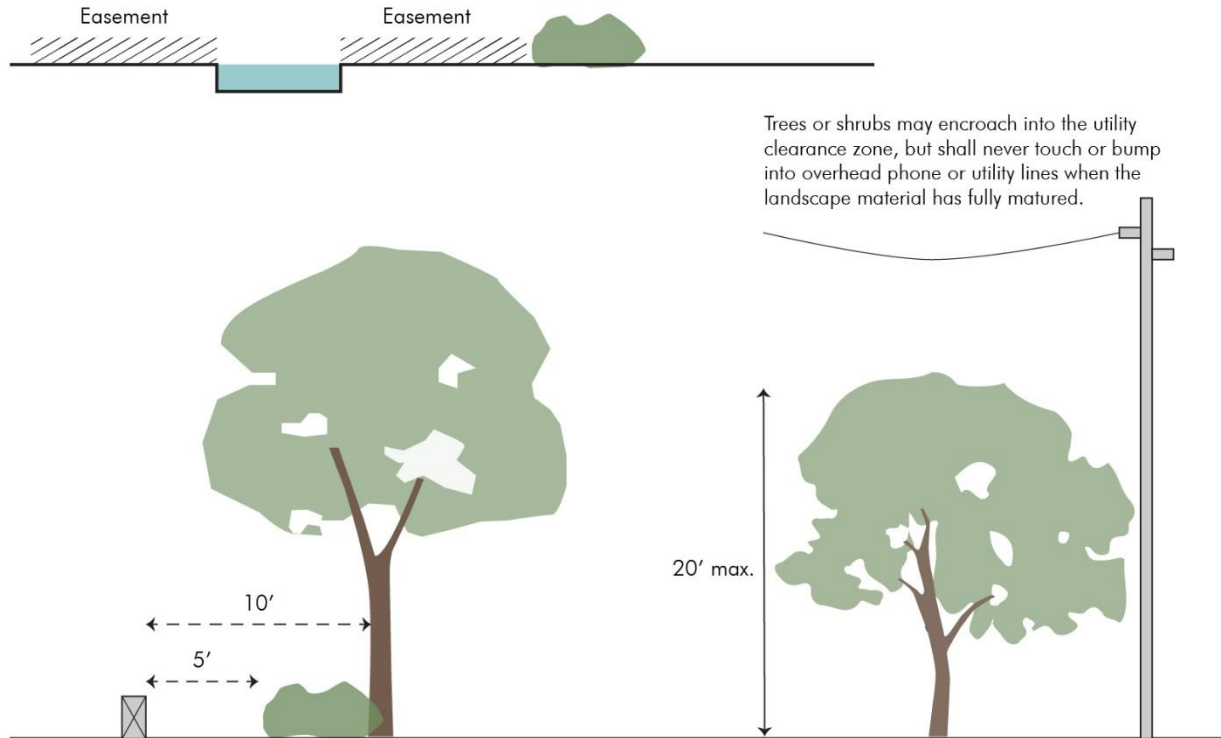 Easement
Easement
Trees or shrubs may encroach into the utility
clearance zone, but shall never touch or bump
into overhead phone or utility lines when the
landscape material has fully matured.
20’ max.
10’
5’